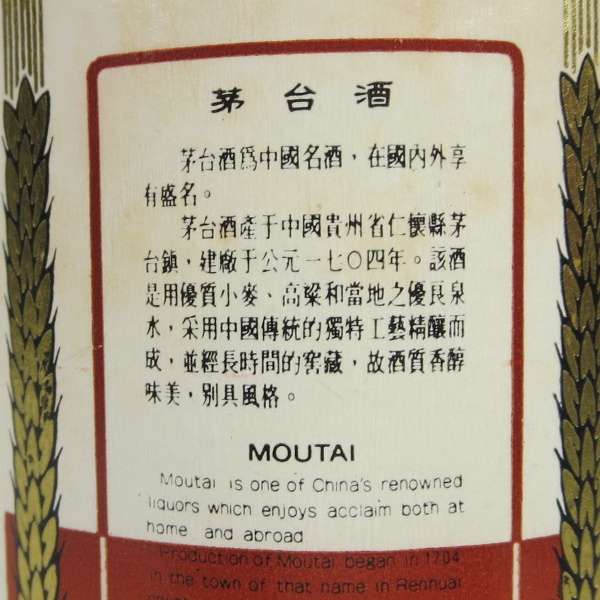 茅台酒
茅台酒爲中國名酒，在國内外享
有盛名。
茅台酒產于中國貴州省仁懷縣茅
台鎮，建廠于公元一七〇四年。該酒
是用優質小麥、高粱和當地之優良泉
水，采用中國傳統的獨特工藝精釀而
成，並經長時間的窖藏，故酒質香醇
味美，别具風格。
MOUTAI
Moutai is one of China's renowned
liquors which enjoys acclaim both at
home and abroad
Production of Moutai began in 1704
in the town of that name in Renhuai